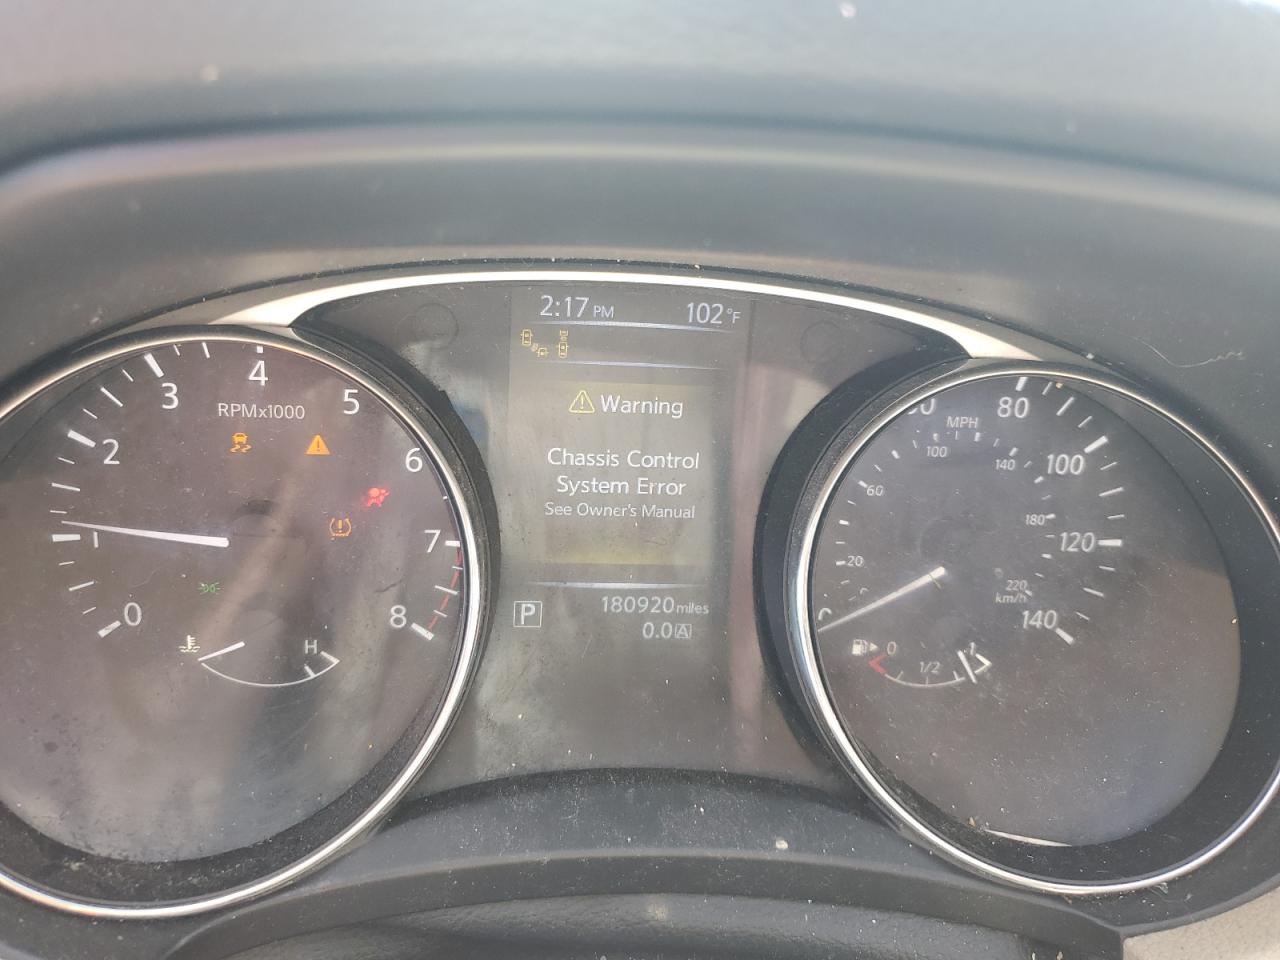 2:17 PM 102°F
Warning
Chassis Control
System Error
See Owner's Manual
P
180920 miles
0.0 A
RPMx1000
0
2
3
4
5
6
7
8
H
MPH
80
100
120
140
20
60
100
140
180
220
km/h
0
1/2
1